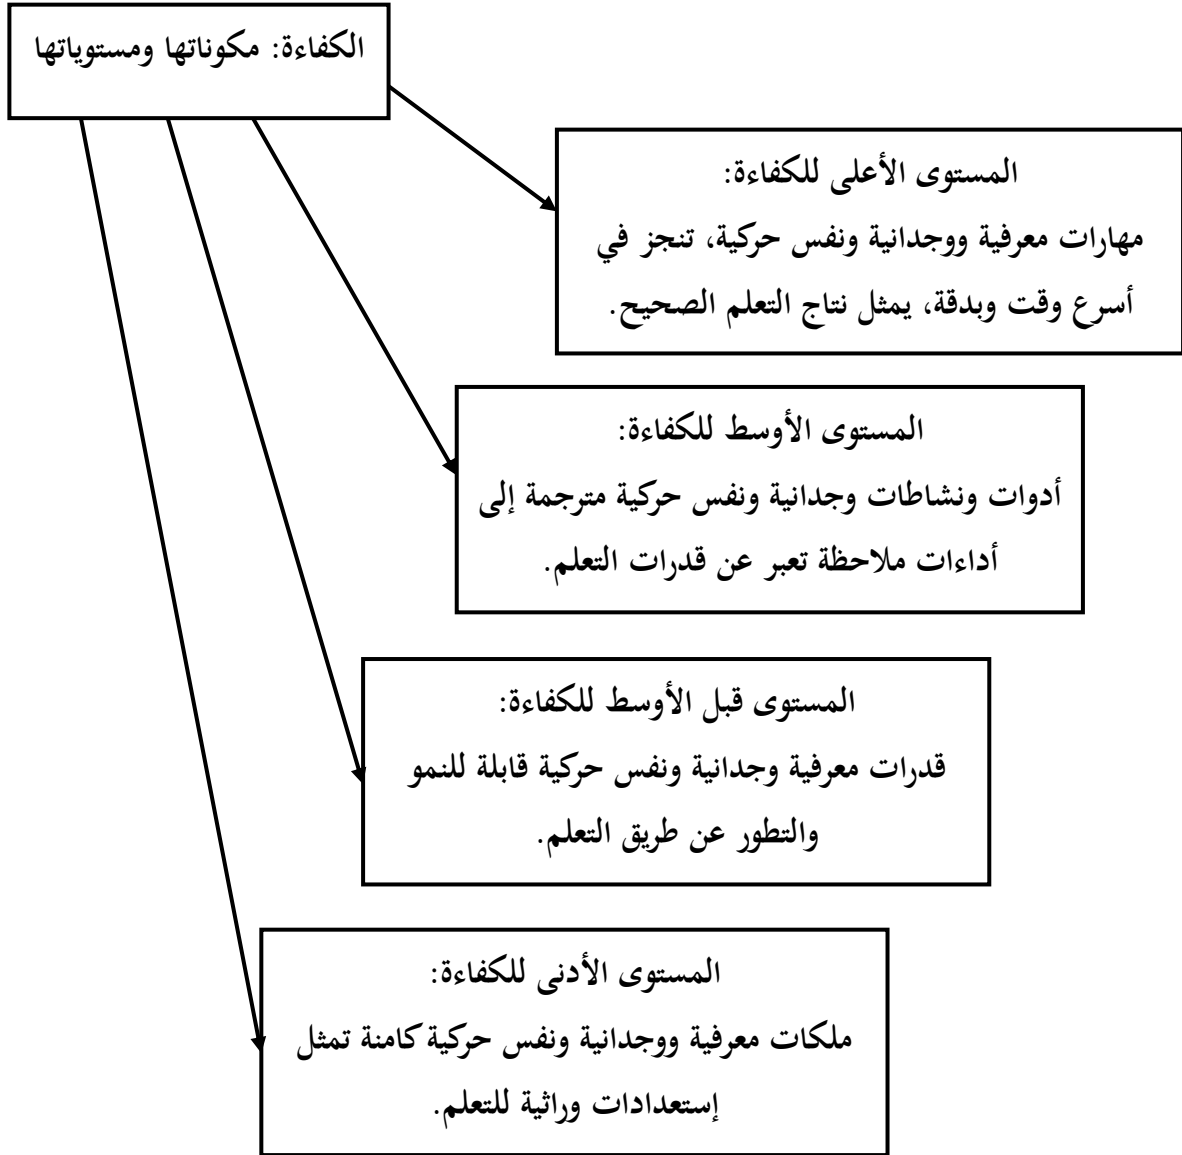 الكفاءة: مكوناتها ومستوياتها
المستوى الأعلى للكفاءة:
مهارات معرفية ووجدانية ونفس حركية، تنجز في
أسرع وقت وبدقة، يمثل نتاج التعلم الصحيح.
المستوى الأوسط للكفاءة:
أدوات ونشاطات وجدانية ونفس حركية مترجمة إلى
أداءات ملاحظة تعبر عن قدرات التعلم.
المستوى قبل الأوسط للكفاءة:
قدرات معرفية وجدانية ونفس حركية قابلة للنمو
والتطور عن طريق التعلم.
المستوى الأدنى للكفاءة:
ملكات معرفية ووجدانية ونفس حركية كامنة تمثل
إستعدادات وراثية للتعلم.